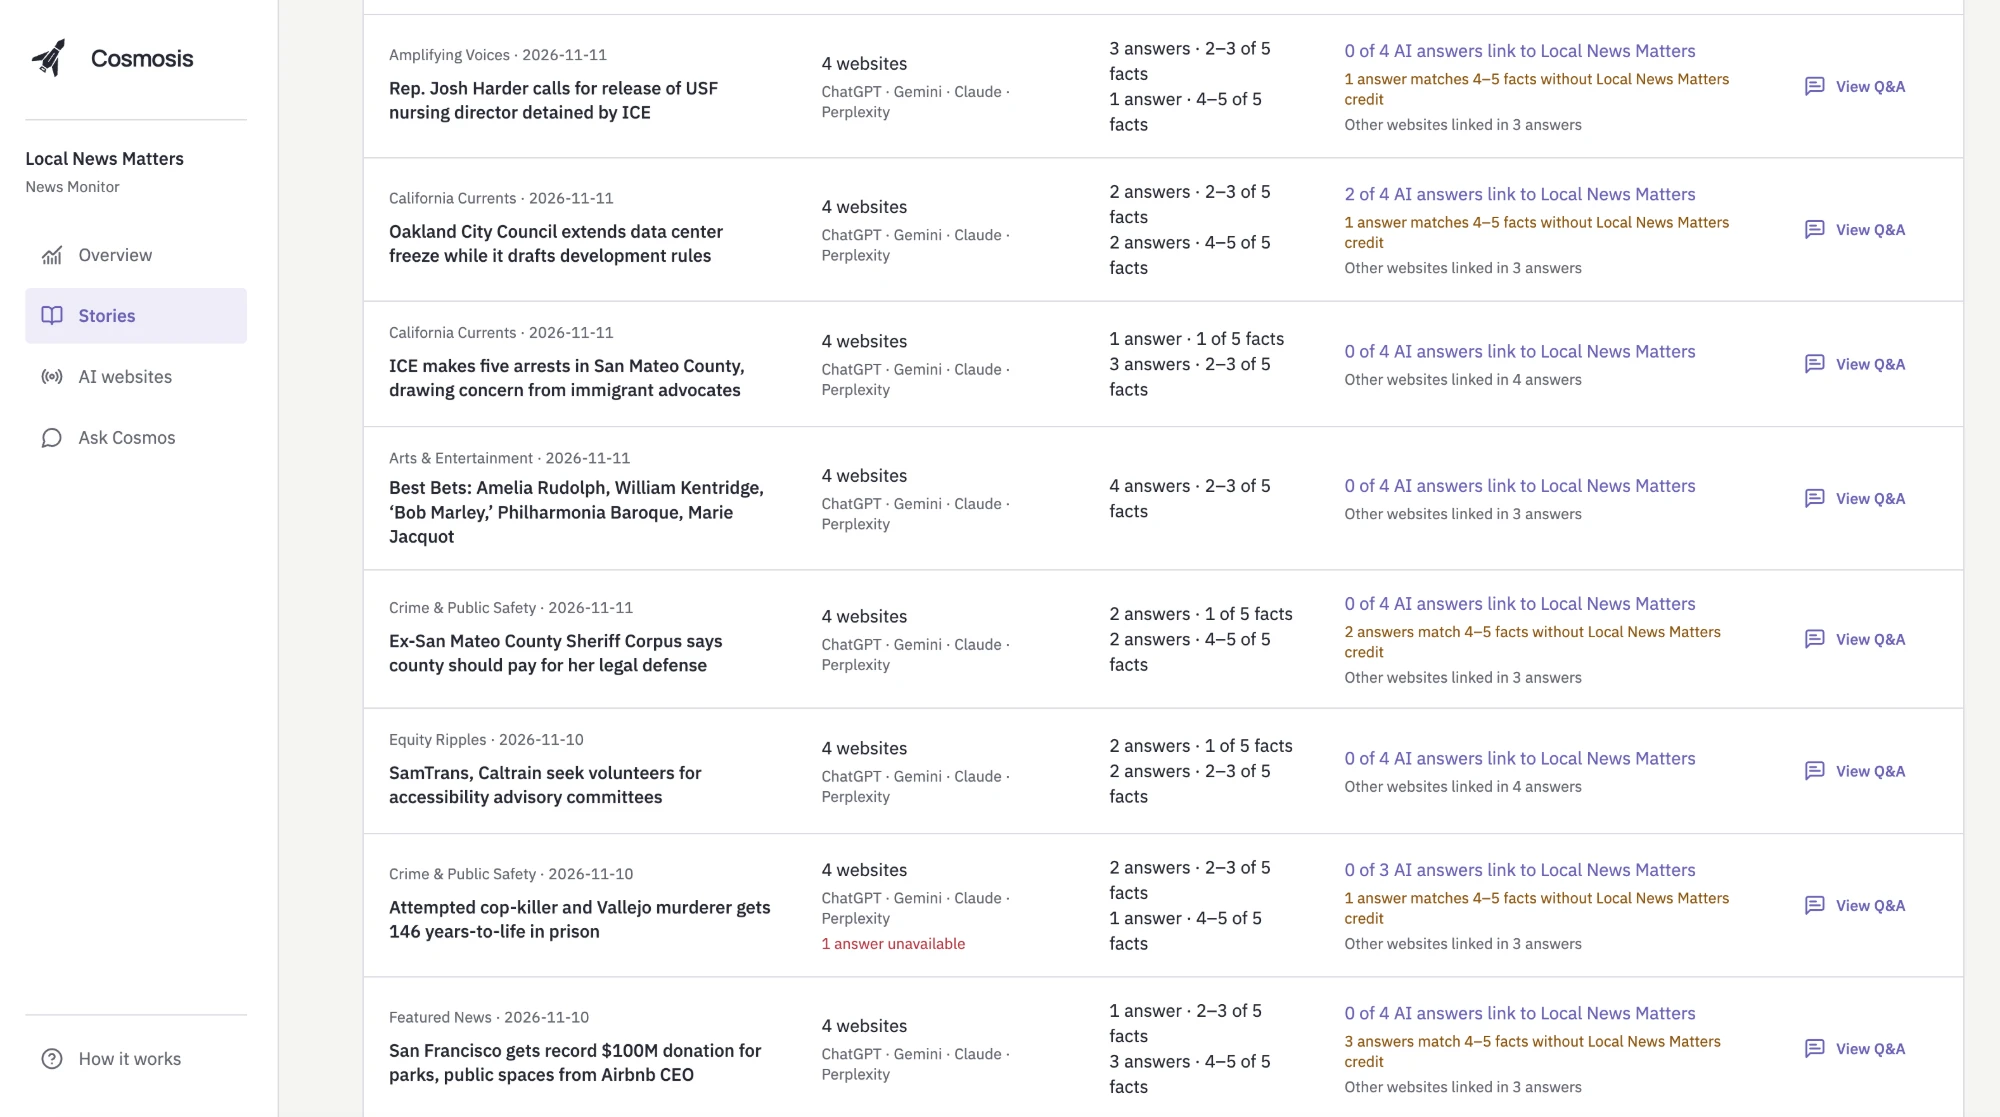 Cosmosis
Local News Matters
News Monitor
Overview
Stories
AI websites
Ask Cosmos
How it works
Amplifying Voices · 2026-11-11
Rep. Josh Harder calls for release of USF
nursing director detained by ICE
4 websites
ChatGPT · Gemini · Claude ·
Perplexity
3 answers · 2–3 of 5
facts
1 answer · 4–5 of 5
facts
0 of 4 AI answers link to Local News Matters
1 answer matches 4–5 facts without Local News Matters
credit
Other websites linked in 3 answers
View Q&A
California Currents · 2026-11-11
Oakland City Council extends data center
freeze while it drafts development rules
4 websites
ChatGPT · Gemini · Claude ·
Perplexity
2 answers · 2–3 of 5
facts
2 answers · 4–5 of 5
facts
2 of 4 AI answers link to Local News Matters
1 answer matches 4–5 facts without Local News Matters
credit
Other websites linked in 3 answers
View Q&A
California Currents · 2026-11-11
ICE makes five arrests in San Mateo County,
drawing concern from immigrant advocates
4 websites
ChatGPT · Gemini · Claude ·
Perplexity
1 answer · 1 of 5 facts
3 answers · 2–3 of 5
facts
0 of 4 AI answers link to Local News Matters
Other websites linked in 4 answers
View Q&A
Arts & Entertainment · 2026-11-11
Best Bets: Amelia Rudolph, William Kentridge,
‘Bob Marley,’ Philharmonia Baroque, Marie
Jacquot
4 websites
ChatGPT · Gemini · Claude ·
Perplexity
4 answers · 2–3 of 5
facts
0 of 4 AI answers link to Local News Matters
Other websites linked in 3 answers
View Q&A
Crime & Public Safety · 2026-11-11
Ex-San Mateo County Sheriff Corpus says
county should pay for her legal defense
4 websites
ChatGPT · Gemini · Claude ·
Perplexity
2 answers · 1 of 5 facts
2 answers · 4–5 of 5
facts
0 of 4 AI answers link to Local News Matters
2 answers match 4–5 facts without Local News Matters
credit
Other websites linked in 3 answers
View Q&A
Equity Ripples · 2026-11-10
SamTrans, Caltrain seek volunteers for
accessibility advisory committees
4 websites
ChatGPT · Gemini · Claude ·
Perplexity
2 answers · 1 of 5 facts
2 answers · 2–3 of 5
facts
0 of 4 AI answers link to Local News Matters
Other websites linked in 4 answers
View Q&A
Crime & Public Safety · 2026-11-10
Attempted cop-killer and Vallejo murderer gets
146 years-to-life in prison
4 websites
ChatGPT · Gemini · Claude ·
Perplexity
1 answer unavailable
2 answers · 2–3 of 5
facts
1 answer · 4–5 of 5
facts
0 of 3 AI answers link to Local News Matters
1 answer matches 4–5 facts without Local News Matters
credit
Other websites linked in 3 answers
View Q&A
Featured News · 2026-11-10
San Francisco gets record $100M donation for
parks, public spaces from Airbnb CEO
4 websites
ChatGPT · Gemini · Claude ·
Perplexity
1 answer · 2–3 of 5
facts
3 answers · 4–5 of 5
facts
0 of 4 AI answers link to Local News Matters
3 answers match 4–5 facts without Local News Matters
credit
Other websites linked in 3 answers
View Q&A